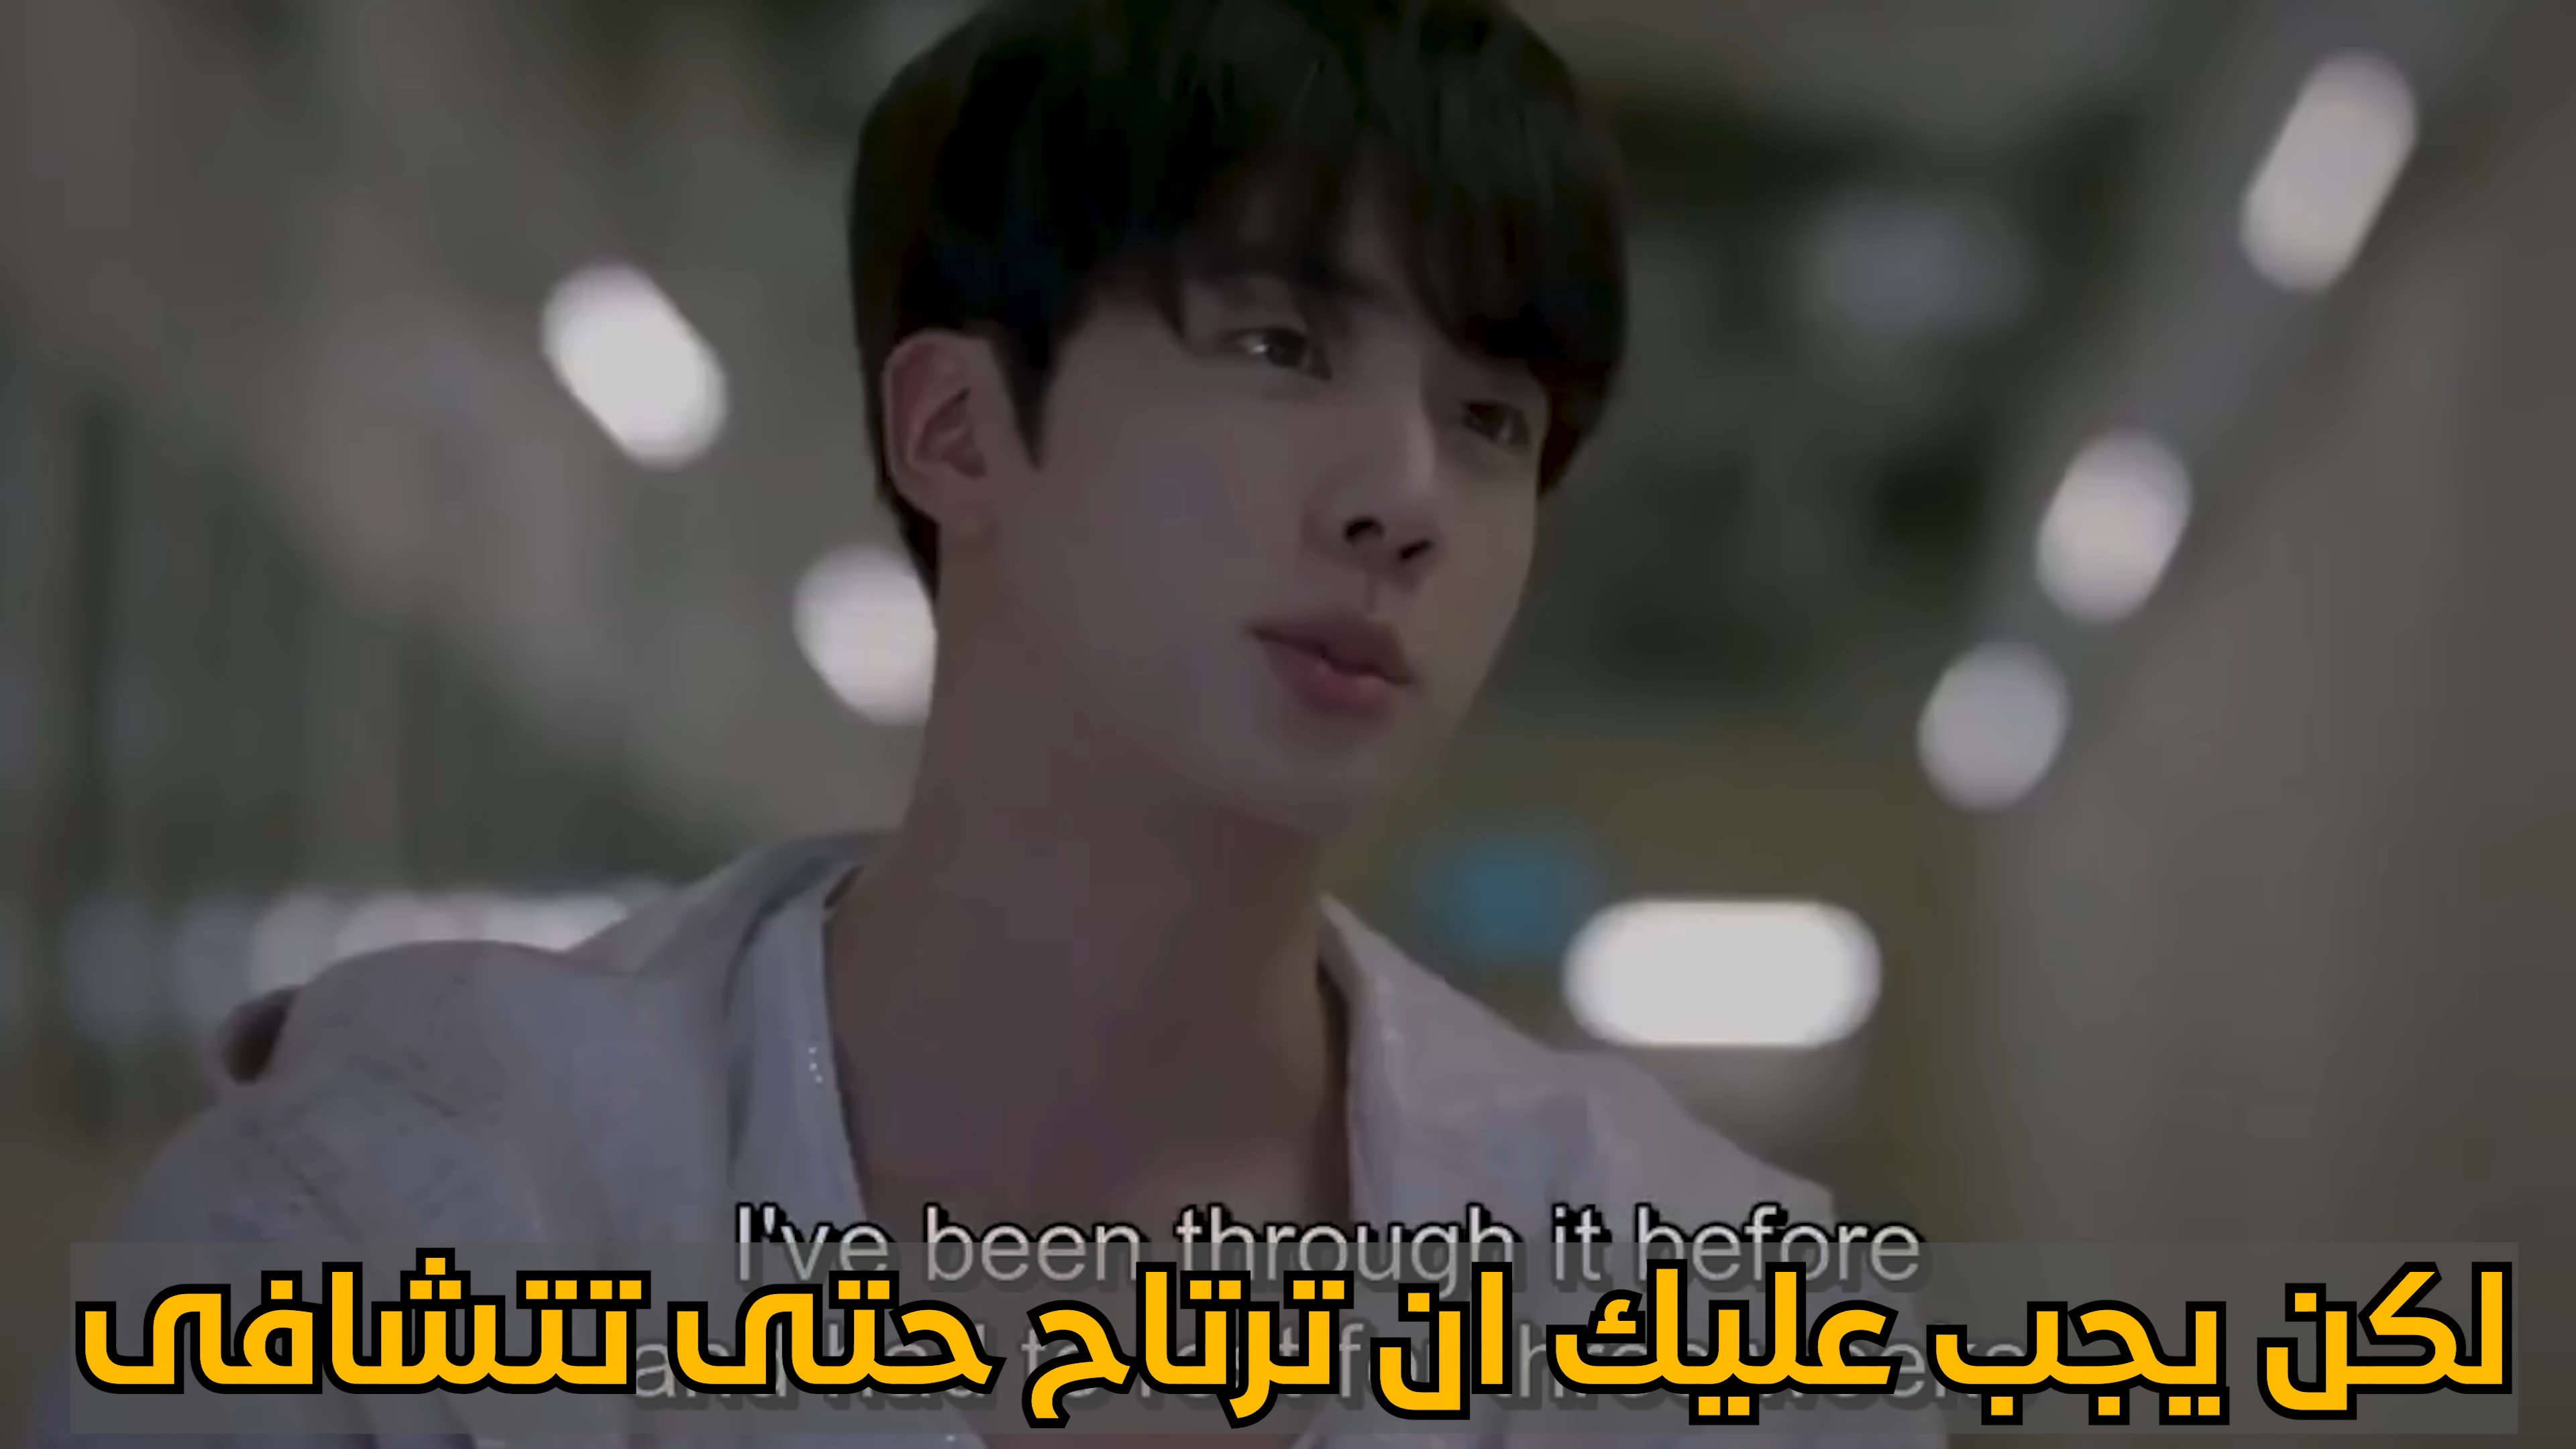 I've been through it before
لكن يجب عليك ان ترتاح حتى تتشافى